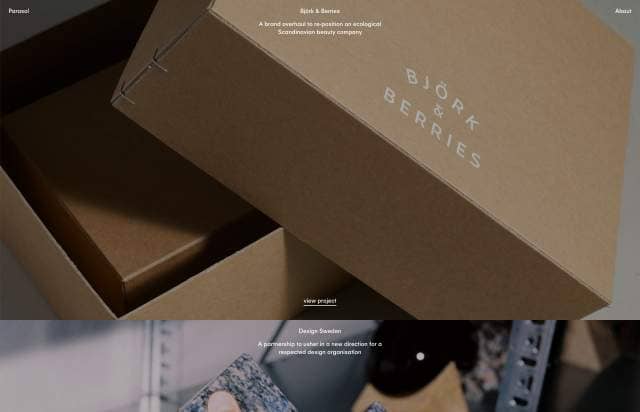 Parasol
Björk & Berries
About
A brand overhaul to re-position an ecological
Scandinavian beauty company
BJÖRK
&
BERRIES
view project
Design Sweden
A partnership to usher in a new direction for a
respected design organisation